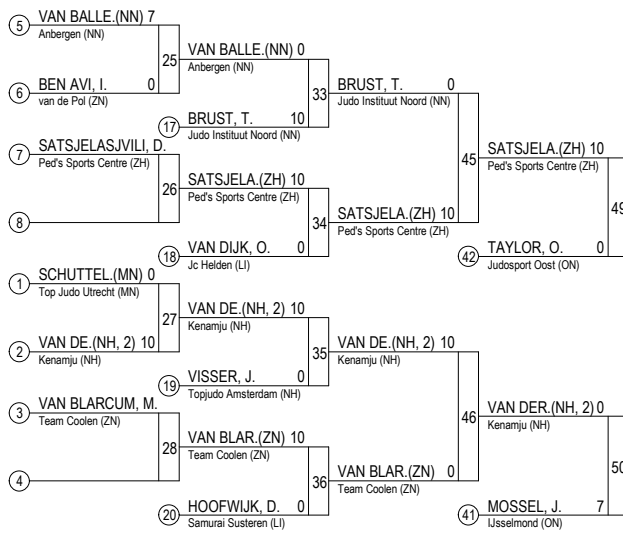 5 VAN BALLE.(NN) 7
Anbergen (NN)
25
VAN BALLE.(NN) 0
Anbergen (NN)
6 BEN AVI, I. 0
van de Pol (ZN)
33
BRUST, T. 0
Judo Instituut Noord (NN)
17 BRUST, T. 10
Judo Instituut Noord (NN)
7 SATSJELASJVILI, D.
Ped's Sports Centre (ZH)
45
SATSJELA.(ZH) 10
Ped's Sports Centre (ZH)
26
SATSJELA.(ZH) 10
Ped's Sports Centre (ZH)
8
34
SATSJELA.(ZH) 10
Ped's Sports Centre (ZH)
49
18 VAN DIJK, O. 0
Jc Helden (LI)
42 TAYLOR, O. 0
Judosport Oost (ON)
1 SCHUTTEL.(MN) 0
Top Judo Utrecht (MN)
27
VAN DE.(NH, 2) 10
Kenamju (NH)
2 VAN DE.(NH, 2) 10
Kenamju (NH)
35
VAN DE.(NH, 2) 10
Kenamju (NH)
19 VISSER, J. 0
Topjudo Amsterdam (NH)
3 VAN BLARCUM, M.
Team Coolen (ZN)
46
VAN DER.(NH, 2) 0
Kenamju (NH)
28
VAN BLAR.(ZN) 10
Team Coolen (ZN)
4
36
VAN BLAR.(ZN) 0
Team Coolen (ZN)
50
20 HOOFWIJK, D. 0
Samurai Susteren (LI)
41 MOSSEL, J. 7
IJsselmond (ON)